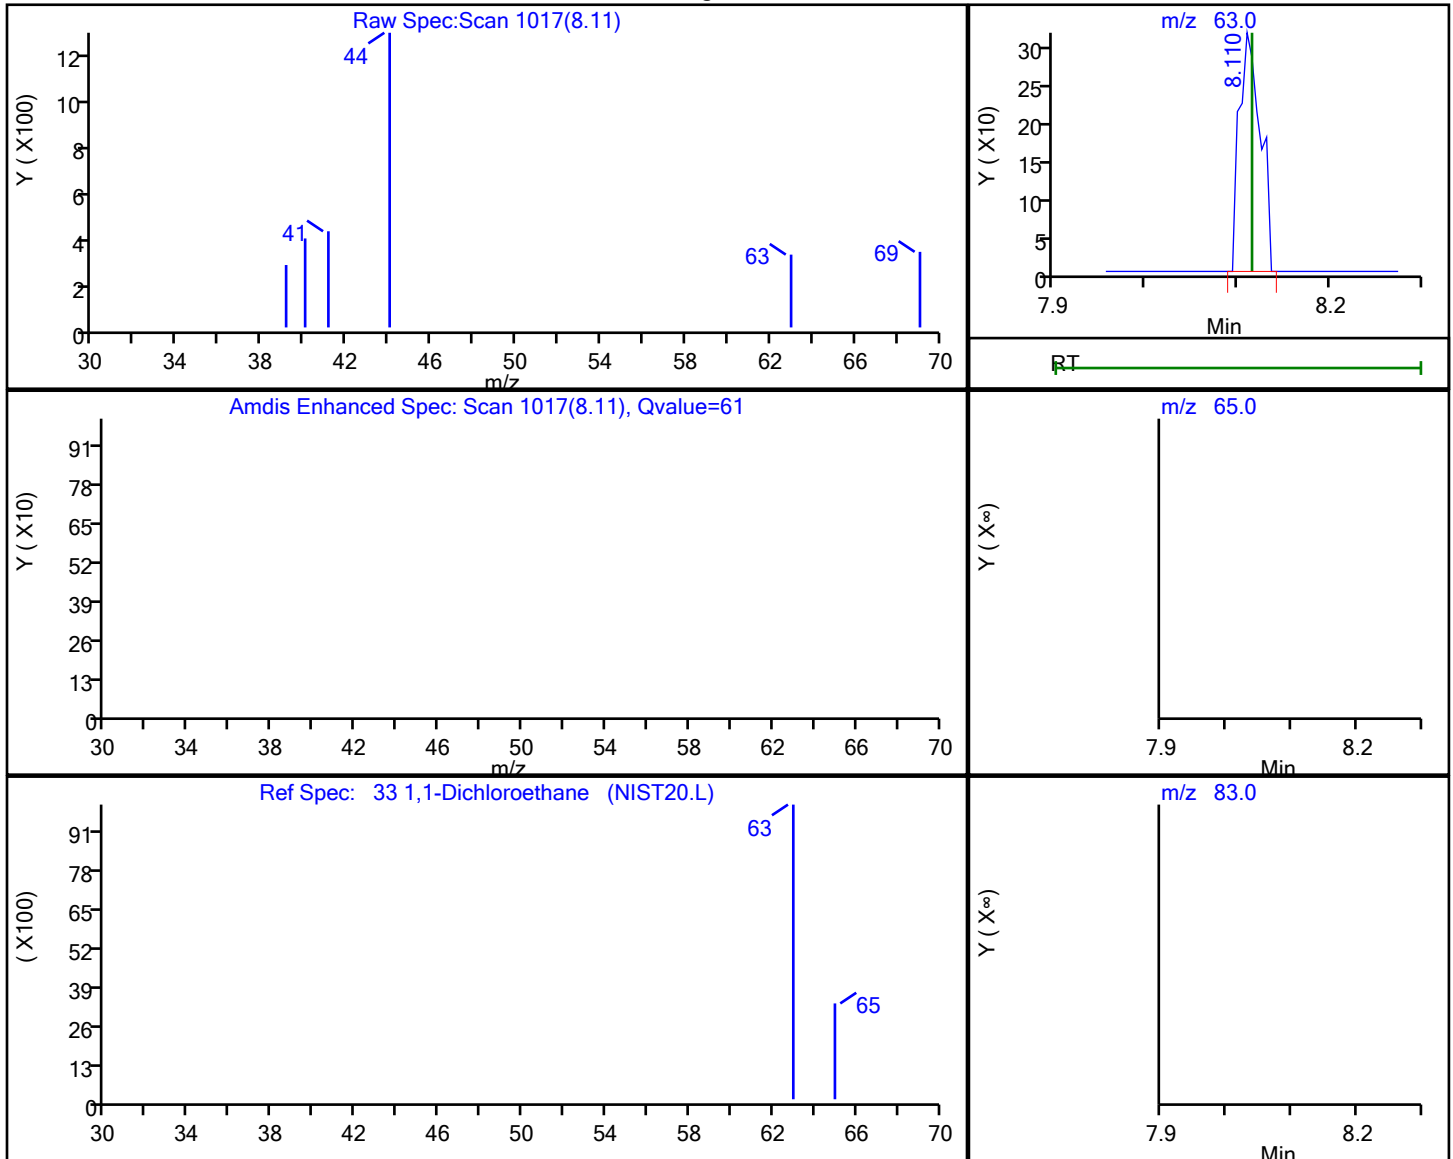 Raw Spec:Scan 1017(8.11)
Y ( X100)
12
10
8
6
4
2
0
44
41
63
69
30 34 38 42 46 50 54 58 62 66 70
m/z
m/z 63.0
Y ( X10)
30
25
20
15
10
5
0
8.110
7.9 8.2
Min
RT
Amdis Enhanced Spec: Scan 1017(8.11), Qvalue=61
Y ( X10)
91
78
65
52
39
26
13
0
30 34 38 42 46 50 54 58 62 66 70
m/z
m/z 65.0
Y ( X∞)
7.9 8.2
Min
Ref Spec: 33 1,1-Dichloroethane (NIST20.L)
( X100)
91
78
65
52
39
26
13
0
63
65
30 34 38 42 46 50 54 58 62 66 70
m/z 83.0
Y ( X∞)
7.9 8.2
Min